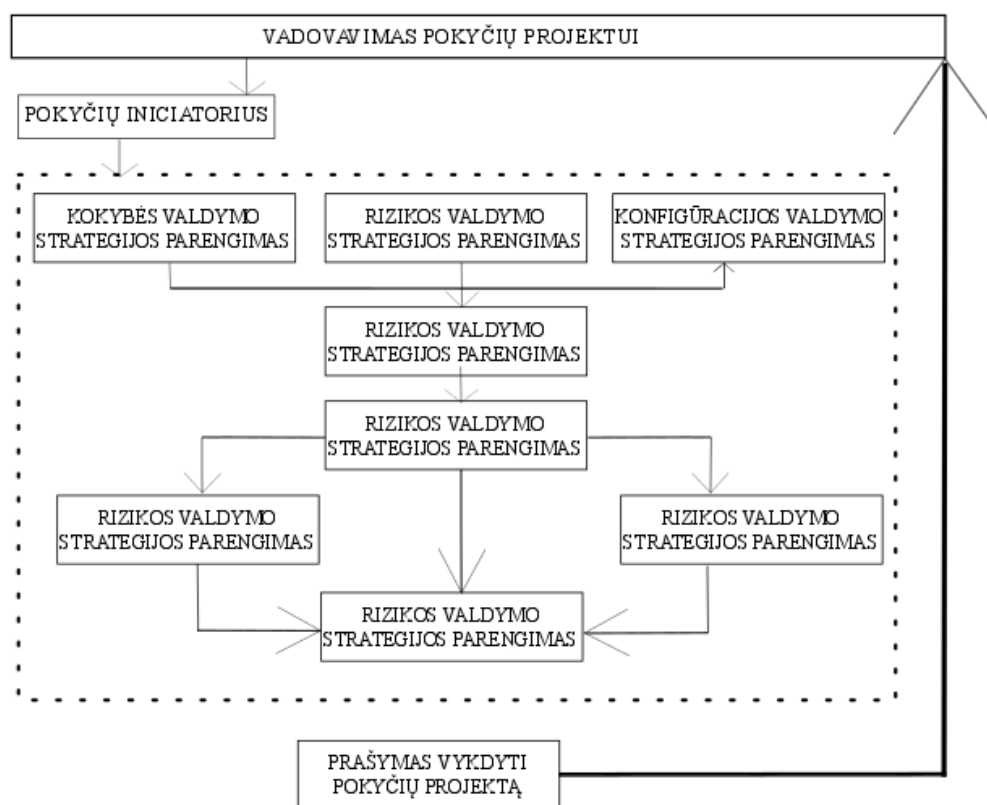 VADOVAVIMAS POKYČIŲ PROJEKTUI
POKYČIŲ INICIATORIUS
KOKYBĖS VALDYMO
STRATEGIJOS PARENGIMAS
RIZIKOS VALDYMO
STRATEGIJOS PARENGIMAS
KONFIGŪRACIJOS VALDYMO
STRATEGIJOS PARENGIMAS
RIZIKOS VALDYMO
STRATEGIJOS PARENGIMAS
RIZIKOS VALDYMO
STRATEGIJOS PARENGIMAS
RIZIKOS VALDYMO
STRATEGIJOS PARENGIMAS
RIZIKOS VALDYMO
STRATEGIJOS PARENGIMAS
RIZIKOS VALDYMO
STRATEGIJOS PARENGIMAS
PRAŠYMAS VYKDYTI
POKYČIŲ PROJEKTĄ